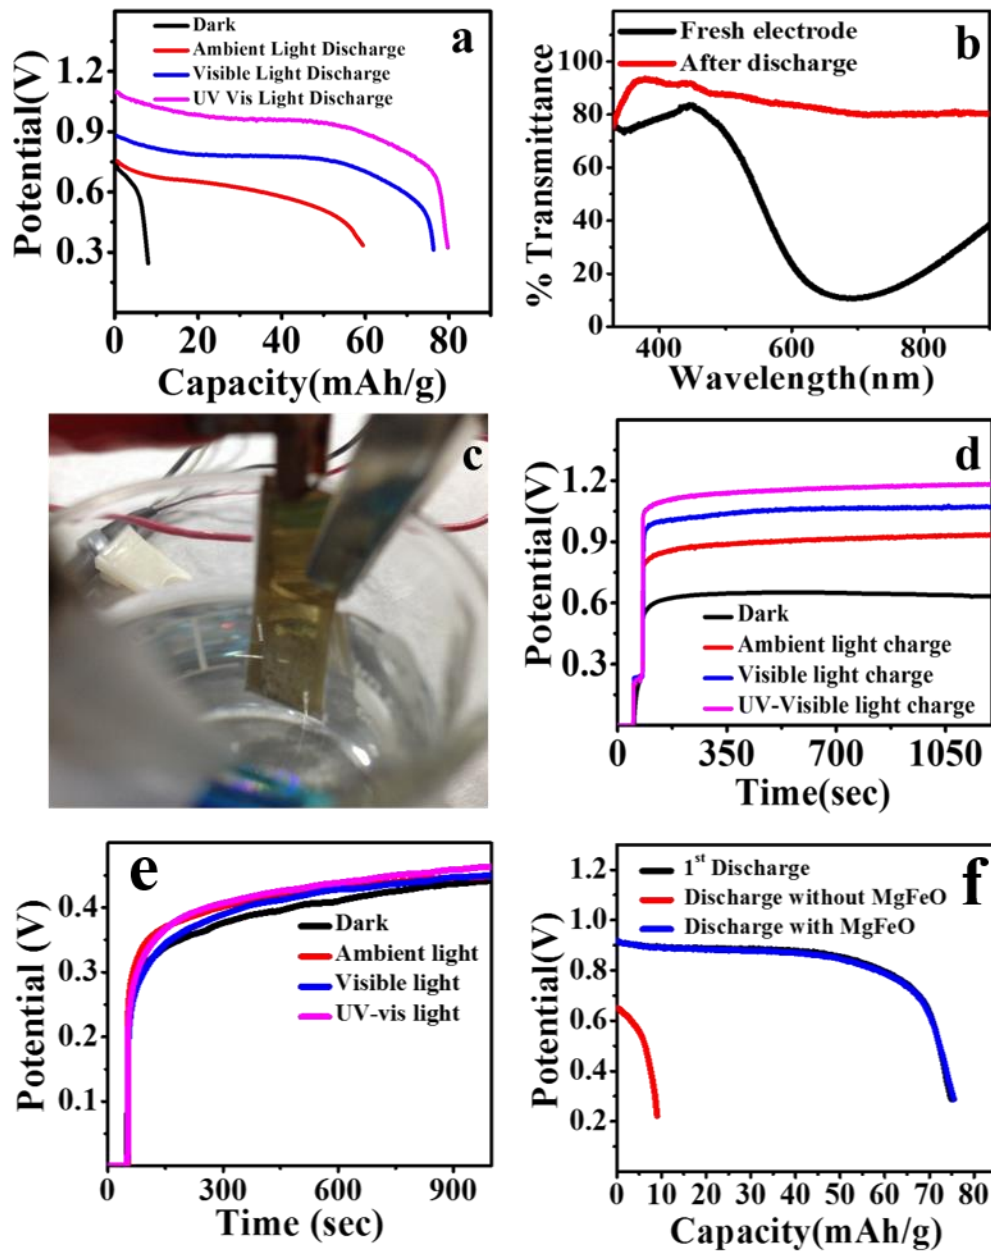 a
Dark
Ambient Light Discharge
Visible Light Discharge
UV Vis Light Discharge
Potential(V)
1.2
0.9
0.6
0.3
0 20 40 60 80
Capacity(mAh/g)
b
Fresh electrode
After discharge
% Transmittance
100
80
60
40
20
0
400 600 800
Wavelength(nm)
c
d
Potential(V)
1.2
0.9
0.6
0.3
Dark
Ambient light charge
Visible light charge
UV-Visible light charge
0 350 700 1050
Time(sec)
e
Potential (V)
0.4
0.3
0.2
0.1
Dark
Ambient light
Visible light
UV-vis light
0 300 600 900
Time (sec)
f
1st Discharge
Discharge without MgFeO
Discharge with MgFeO
Potential(V)
1.2
1.0
0.8
0.6
0.4
0.2
0 10 20 30 40 50 60 70 80
Capacity(mAh/g)